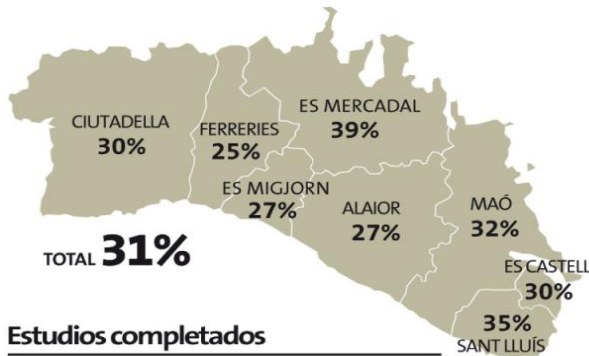 CIUTADELLA
30%
FERRERIES
25%
ES MERCADAL
39%
ES MIGJORN
27%
ALAIOR
27%
MAÓ
32%
ES CASTELL
30%
35%
SANT LLUÍS
TOTAL 31%
Estudios completados